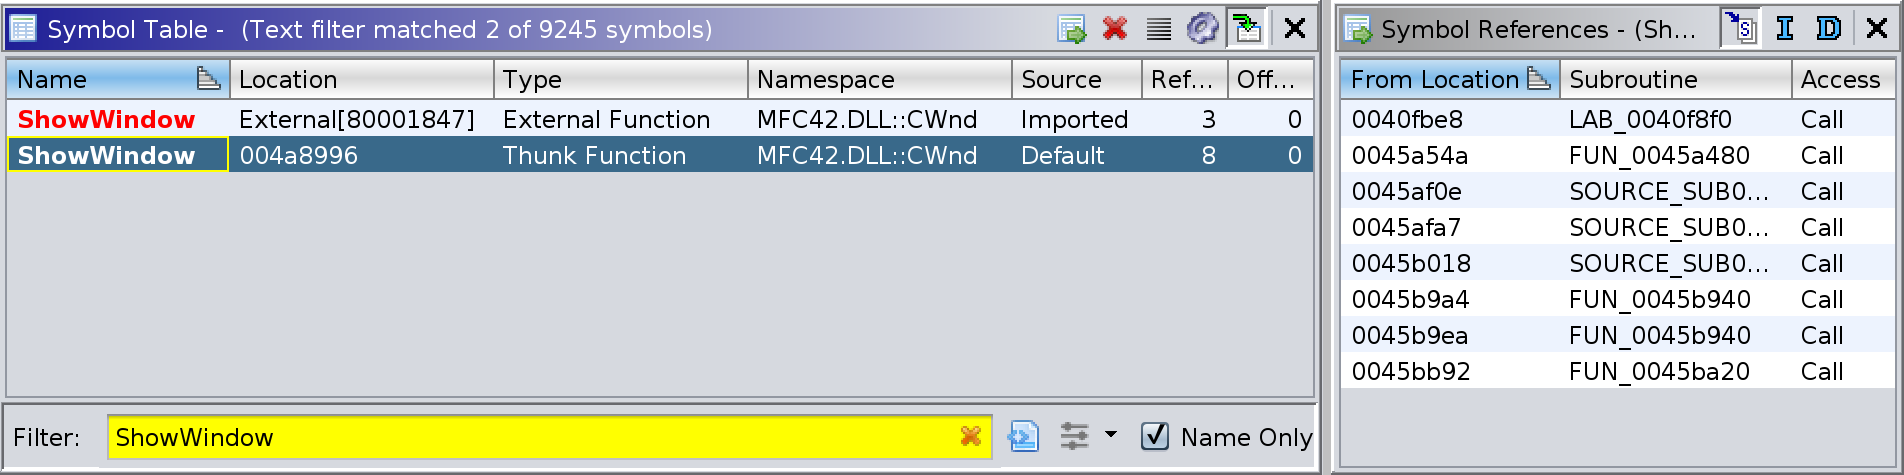 Symbol Table - (Text filter matched 2 of 9245 symbols)
Name Location Type Namespace Source Ref... Off...
ShowWindow External[80001847] External Function MFC42.DLL::CWnd Imported 3 0
ShowWindow 004a8996 Thunk Function MFC42.DLL::CWnd Default 8 0
Filter: ShowWindow Name Only
Symbol References - (Sh... S I D
From Location Subroutine Access
0040fbe8 LAB_0040f8f0 Call
0045a54a FUN_0045a480 Call
0045af0e SOURCE_SUB0... Call
0045afa7 SOURCE_SUB0... Call
0045b018 SOURCE_SUB0... Call
0045b9a4 FUN_0045b940 Call
0045b9ea FUN_0045b940 Call
0045bb92 FUN_0045ba20 Call